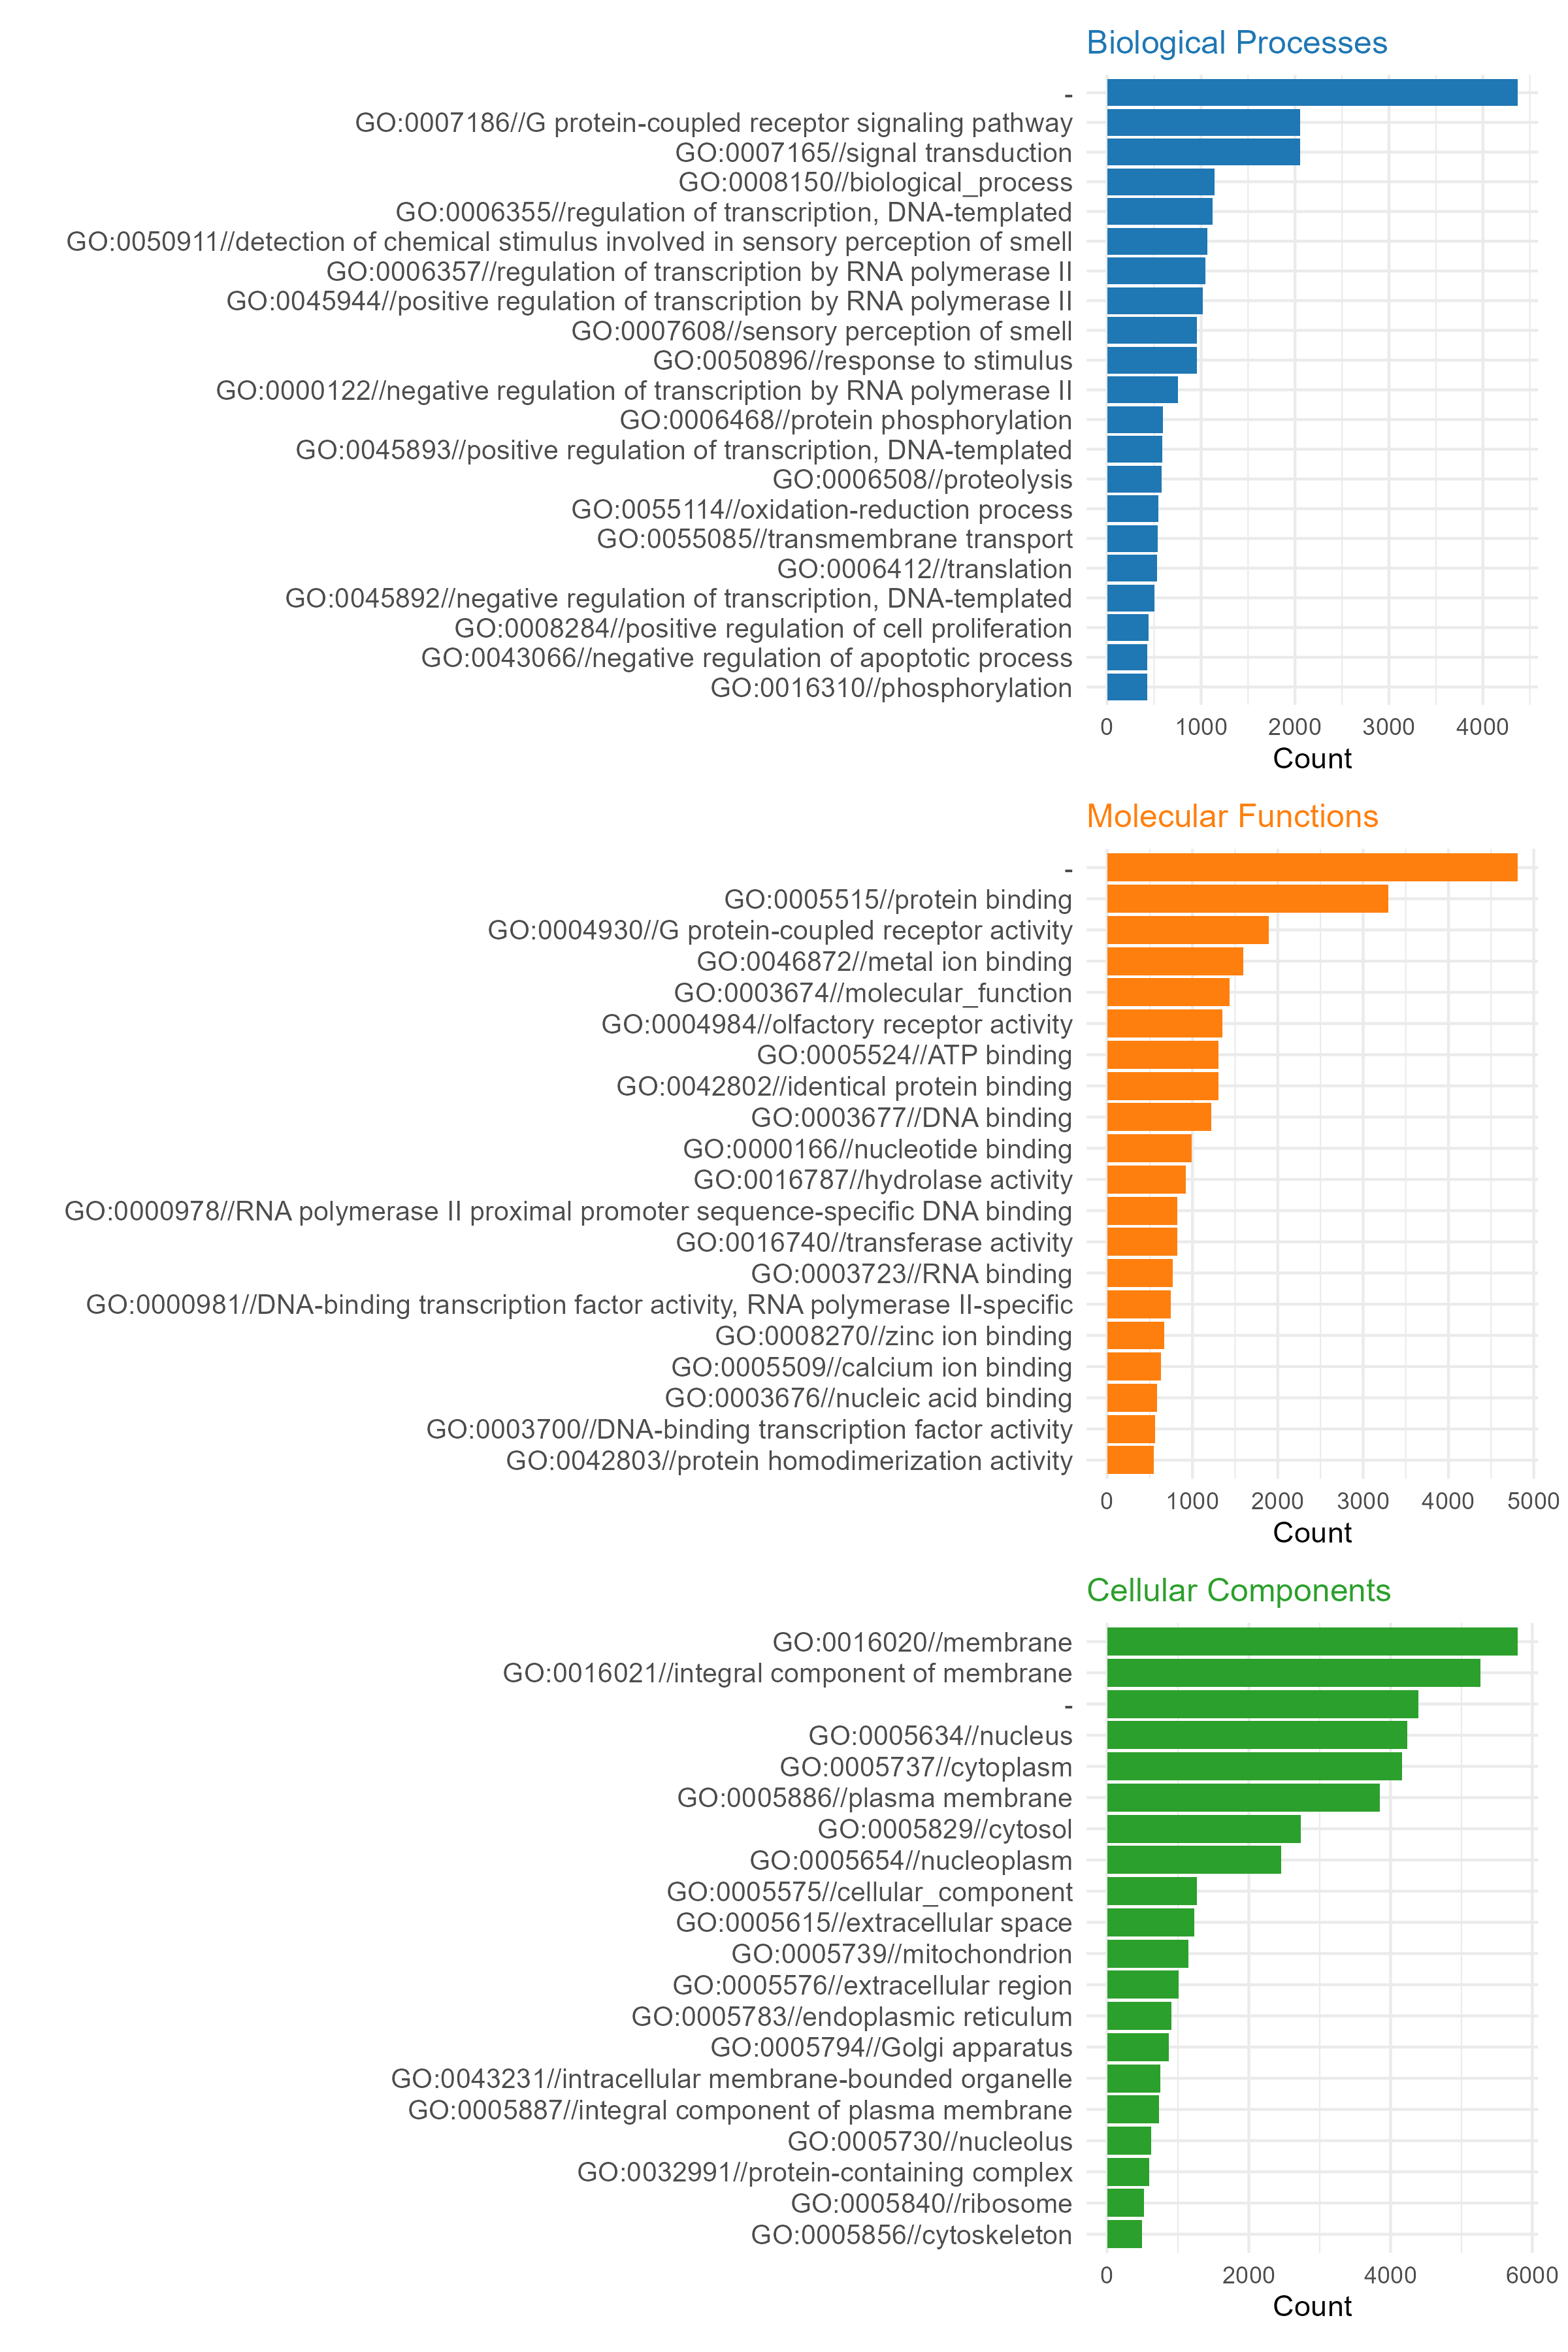 Biological Processes
-
GO:0007186//G protein-coupled receptor signaling pathway
GO:0007165//signal transduction
GO:0008150//biological_process
GO:0006355//regulation of transcription, DNA-templated
GO:0050911//detection of chemical stimulus involved in sensory perception of smell
GO:0006357//regulation of transcription by RNA polymerase II
GO:0045944//positive regulation of transcription by RNA polymerase II
GO:0007608//sensory perception of smell
GO:0050896//response to stimulus
GO:0000122//negative regulation of transcription by RNA polymerase II
GO:0006468//protein phosphorylation
GO:0045893//positive regulation of transcription, DNA-templated
GO:0006508//proteolysis
GO:0055114//oxidation-reduction process
GO:0055085//transmembrane transport
GO:0006412//translation
GO:0045892//negative regulation of transcription, DNA-templated
GO:0008284//positive regulation of cell proliferation
GO:0043066//negative regulation of apoptotic process
GO:0016310//phosphorylation
0 1000 2000 3000 4000
Count
Molecular Functions
-
GO:0005515//protein binding
GO:0004930//G protein-coupled receptor activity
GO:0046872//metal ion binding
GO:0003674//molecular_function
GO:0004984//olfactory receptor activity
GO:0005524//ATP binding
GO:0042802//identical protein binding
GO:0003677//DNA binding
GO:0000166//nucleotide binding
GO:0016787//hydrolase activity
GO:0000978//RNA polymerase II proximal promoter sequence-specific DNA binding
GO:0016740//transferase activity
GO:0003723//RNA binding
GO:0000981//DNA-binding transcription factor activity, RNA polymerase II-specific
GO:0008270//zinc ion binding
GO:0005509//calcium ion binding
GO:0003676//nucleic acid binding
GO:0003700//DNA-binding transcription factor activity
GO:0042803//protein homodimerization activity
0 1000 2000 3000 4000 5000
Count
Cellular Components
GO:0016020//membrane
GO:0016021//integral component of membrane
-
GO:0005634//nucleus
GO:0005737//cytoplasm
GO:0005886//plasma membrane
GO:0005829//cytosol
GO:0005654//nucleoplasm
GO:0005575//cellular_component
GO:0005615//extracellular space
GO:0005739//mitochondrion
GO:0005576//extracellular region
GO:0005783//endoplasmic reticulum
GO:0005794//Golgi apparatus
GO:0043231//intracellular membrane-bounded organelle
GO:0005887//integral component of plasma membrane
GO:0005730//nucleolus
GO:0032991//protein-containing complex
GO:0005840//ribosome
GO:0005856//cytoskeleton
0 2000 4000 6000
Count